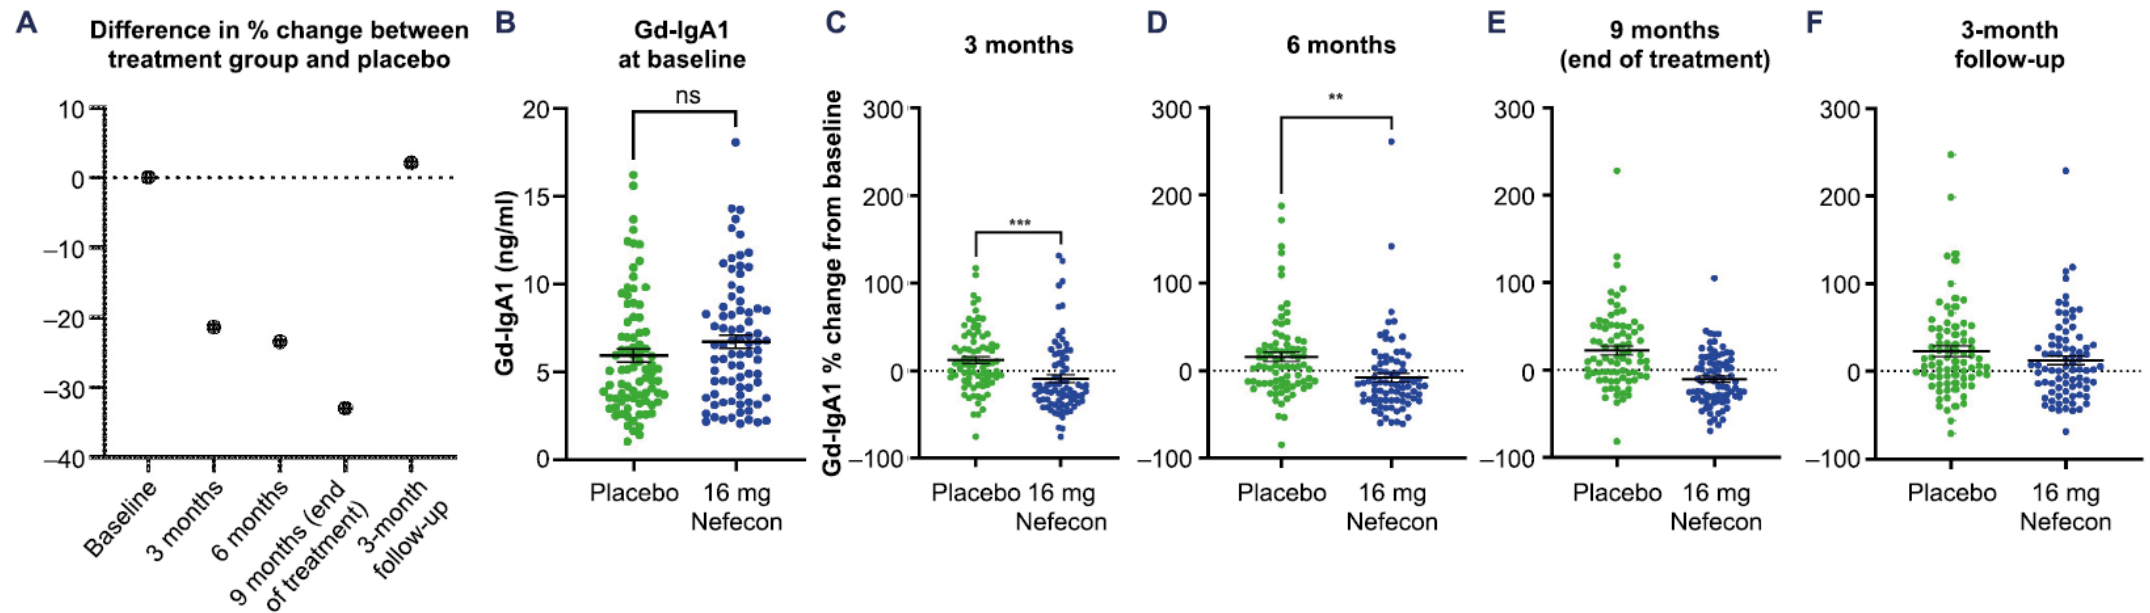 A
Difference in % change between
treatment group and placebo
10
0
–10
–20
–30
–40
Baseline
3 months
6 months
9 months (end
of treatment)
3-month
follow-up
B
Gd-IgA1
at baseline
Gd-IgA1 (ng/ml)
20
15
10
5
0
ns
Placebo
16 mg
Nefecon
C
3 months
Gd-IgA1 % change from baseline
300
200
100
0
–100
***
Placebo
16 mg
Nefecon
D
6 months
300
200
100
0
–100
**
Placebo
16 mg
Nefecon
E
9 months
(end of treatment)
300
200
100
0
–100
Placebo
16 mg
Nefecon
F
3-month
follow-up
300
200
100
0
–100
Placebo
16 mg
Nefecon